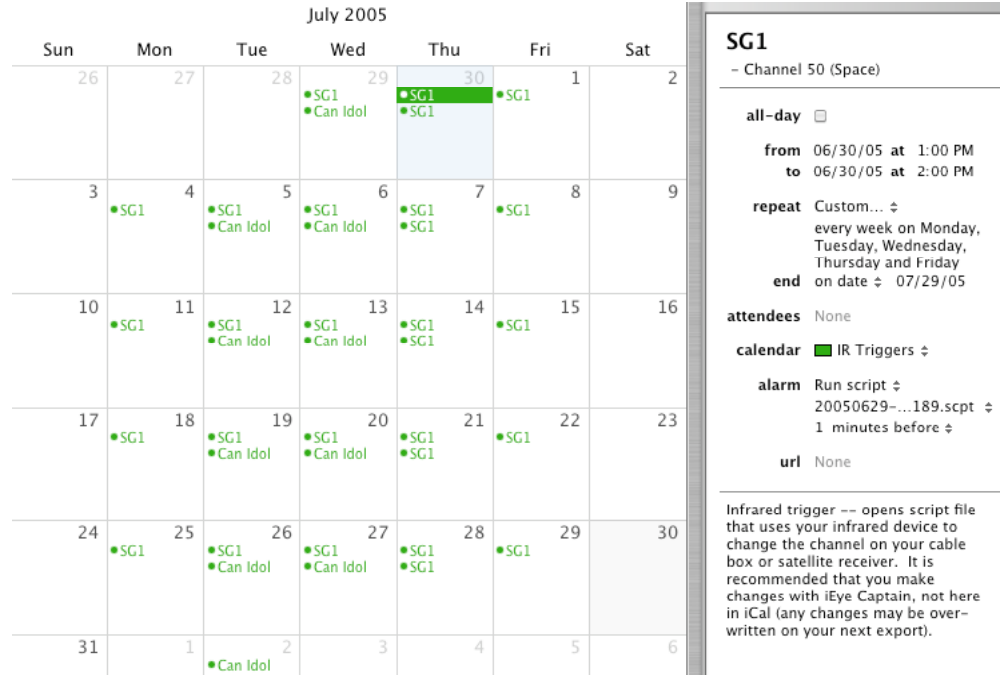 July 2005
Sun Mon Tue Wed Thu Fri Sat
26 27 28 29 30 1 2
SG1 SG1 SG1
Can Idol SG1
3 4 5 6 7 8 9
SG1 SG1 SG1 SG1 SG1
Can Idol Can Idol SG1
10 11 12 13 14 15 16
SG1 SG1 SG1 SG1 SG1
Can Idol Can Idol SG1
17 18 19 20 21 22 23
SG1 SG1 SG1 SG1 SG1
Can Idol Can Idol SG1
24 25 26 27 28 29 30
SG1 SG1 SG1 SG1 SG1
Can Idol Can Idol SG1
31 1 2 3 4 5 6
Can Idol
SG1
– Channel 50 (Space)
all-day
from 06/30/05 at 1:00 PM
to 06/30/05 at 2:00 PM
repeat Custom...
every week on Monday,
Tuesday, Wednesday,
Thursday and Friday
end on date 07/29/05
attendees None
calendar IR Triggers
alarm Run script
20050629-...189.scpt
1 minutes before
url None
Infrared trigger -- opens script file
that uses your infrared device to
change the channel on your cable
box or satellite receiver. It is
recommended that you make
changes with iEye Captain, not here
in iCal (any changes may be over-
written on your next export).